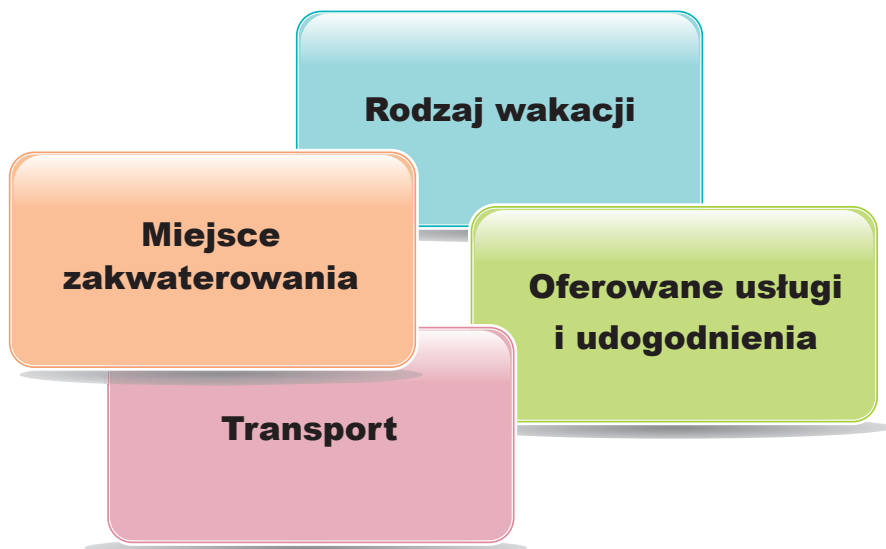 Rodzaj wakacji
Miejsce
zakwaterowania
Oferowane usługi
i udogodnienia
Transport